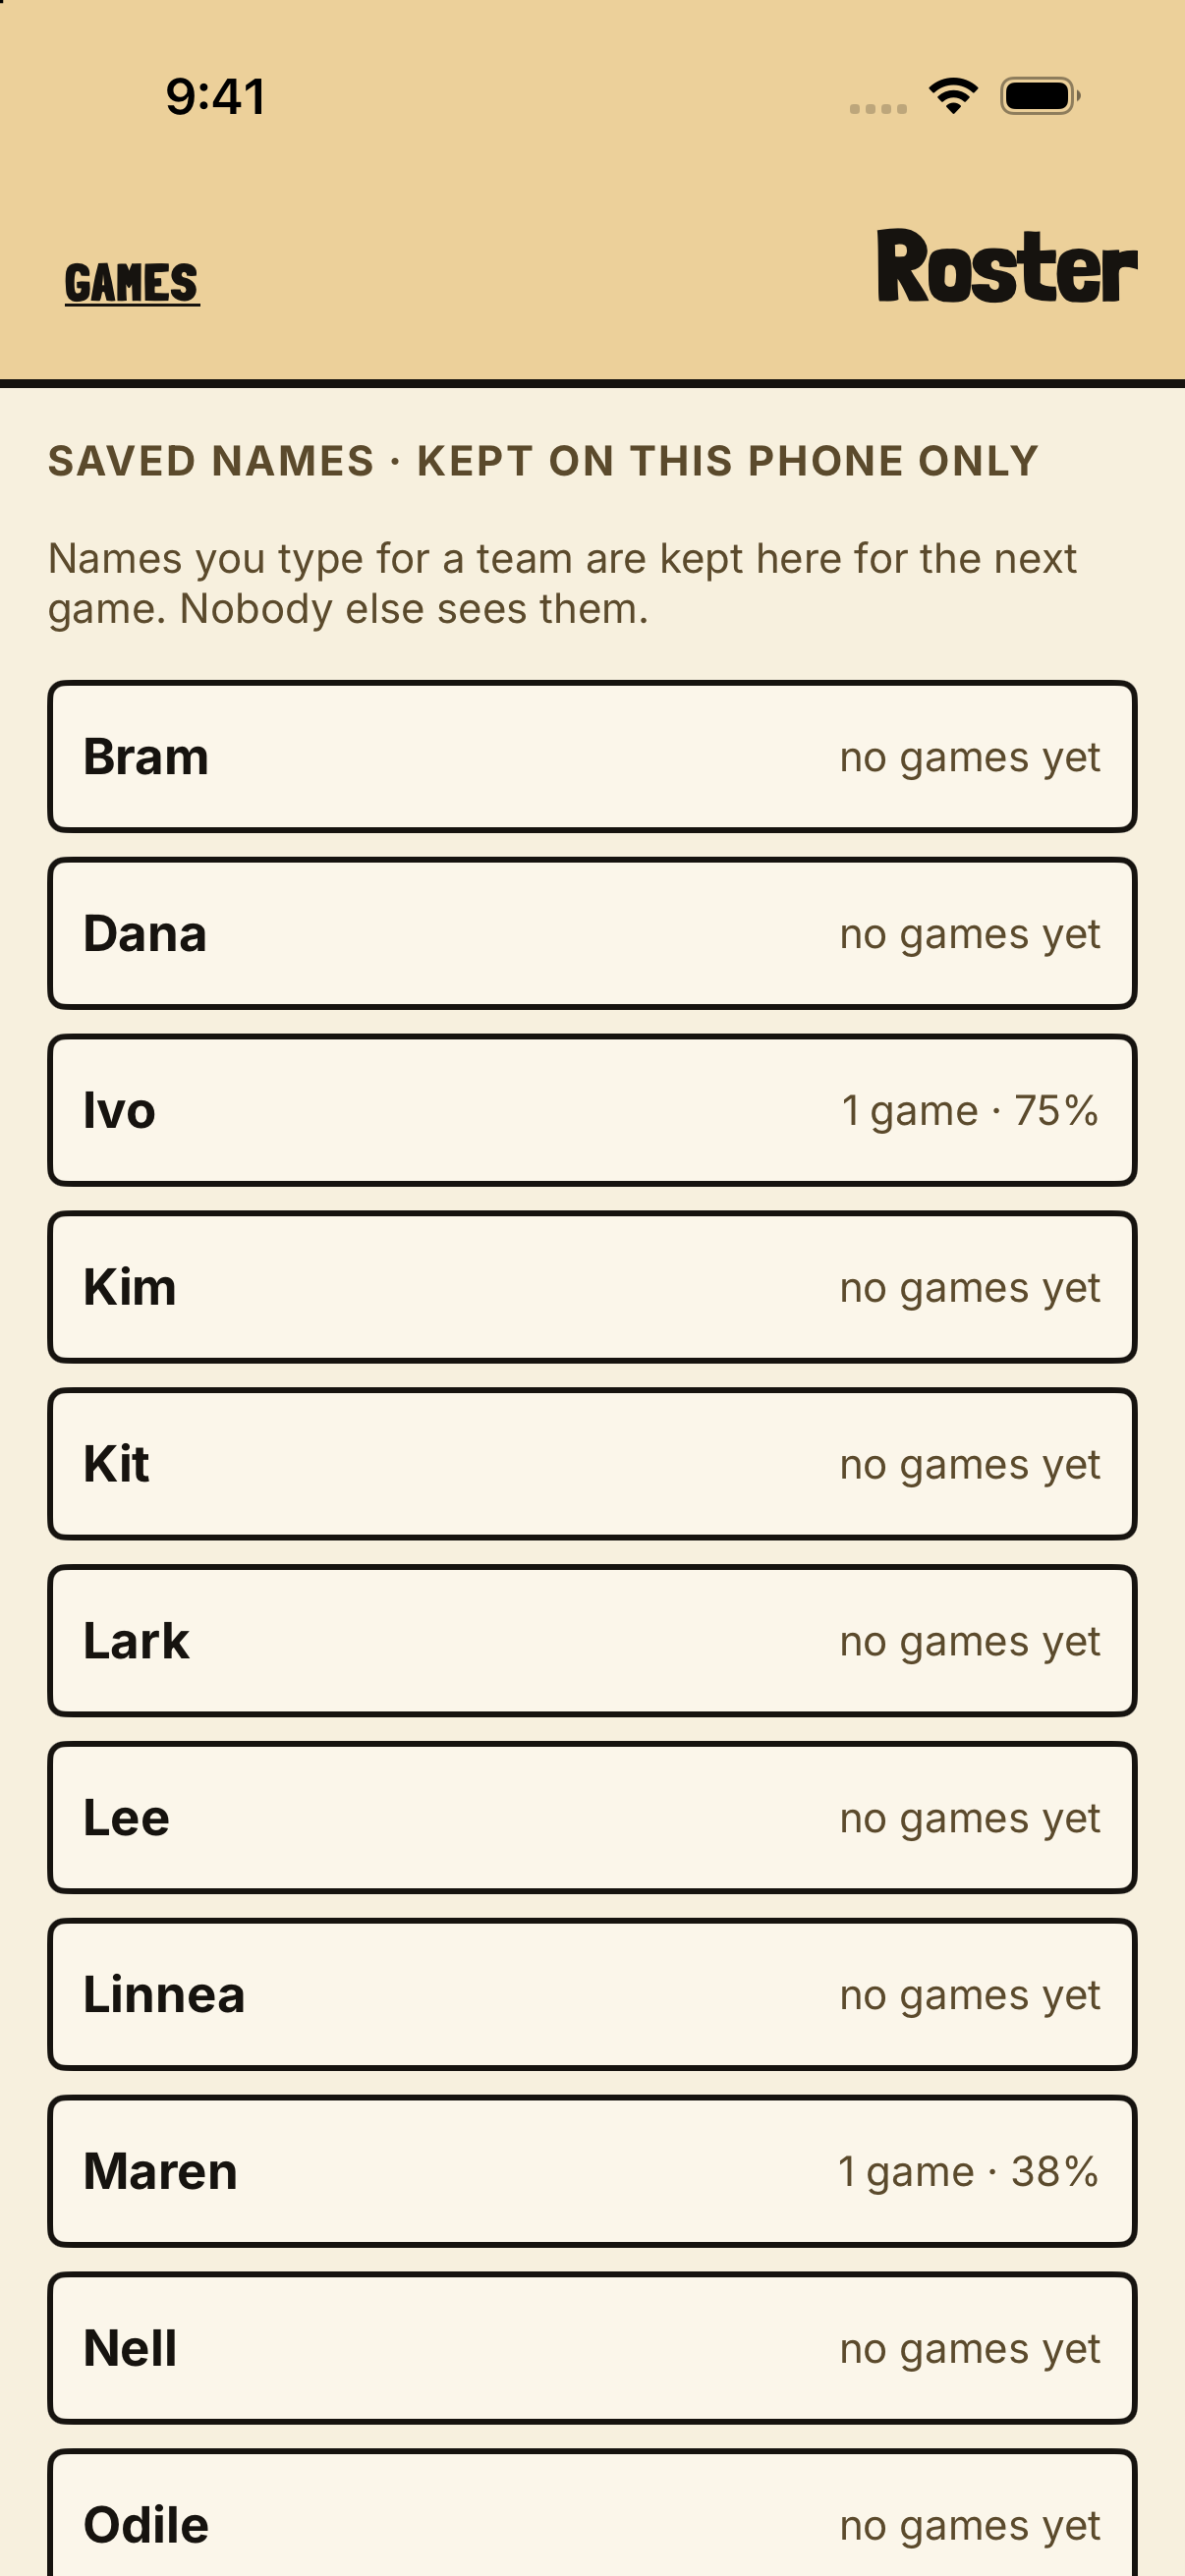 9:41
GAMES
Roster
SAVED NAMES · KEPT ON THIS PHONE ONLY
Names you type for a team are kept here for the next
game. Nobody else sees them.
Bram no games yet
Dana no games yet
Ivo 1 game · 75%
Kim no games yet
Kit no games yet
Lark no games yet
Lee no games yet
Linnea no games yet
Maren 1 game · 38%
Nell no games yet
Odile no games yet